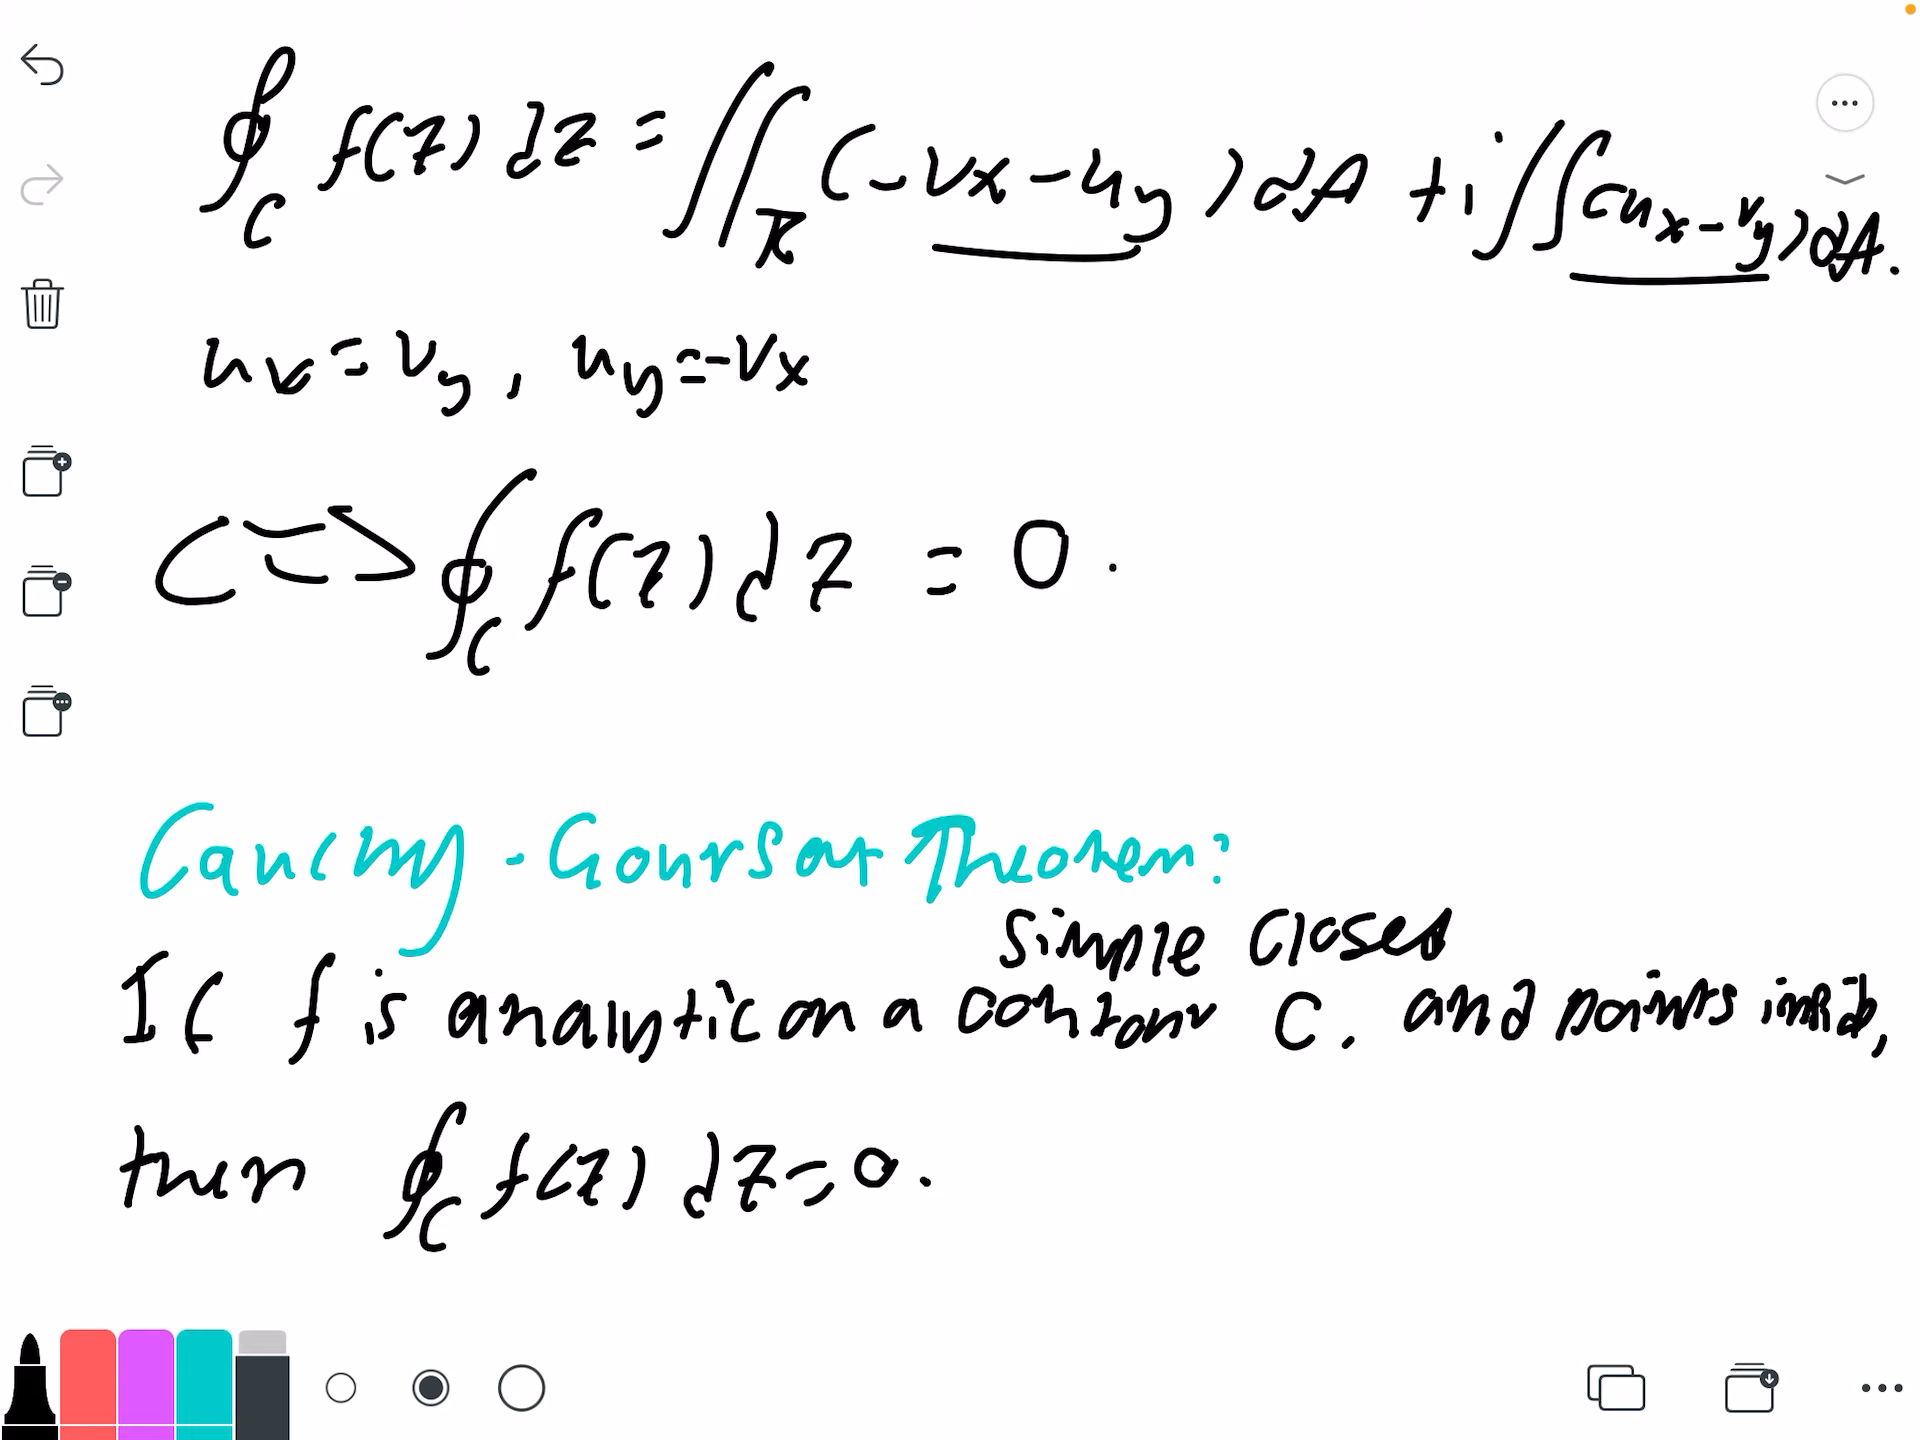 ∮_C f(z) dz = ∬_R (-v_x - u_y) dA + i ∬ (u_x - v_y) dA.
u_x = v_y, u_y = -v_x
<=> ∮_C f(z) dz = 0.
Cauchy-Goursat Theorem:
simple closed
If f is analytic on a contour C. and points inside,
then ∮_C f(z) dz = 0.